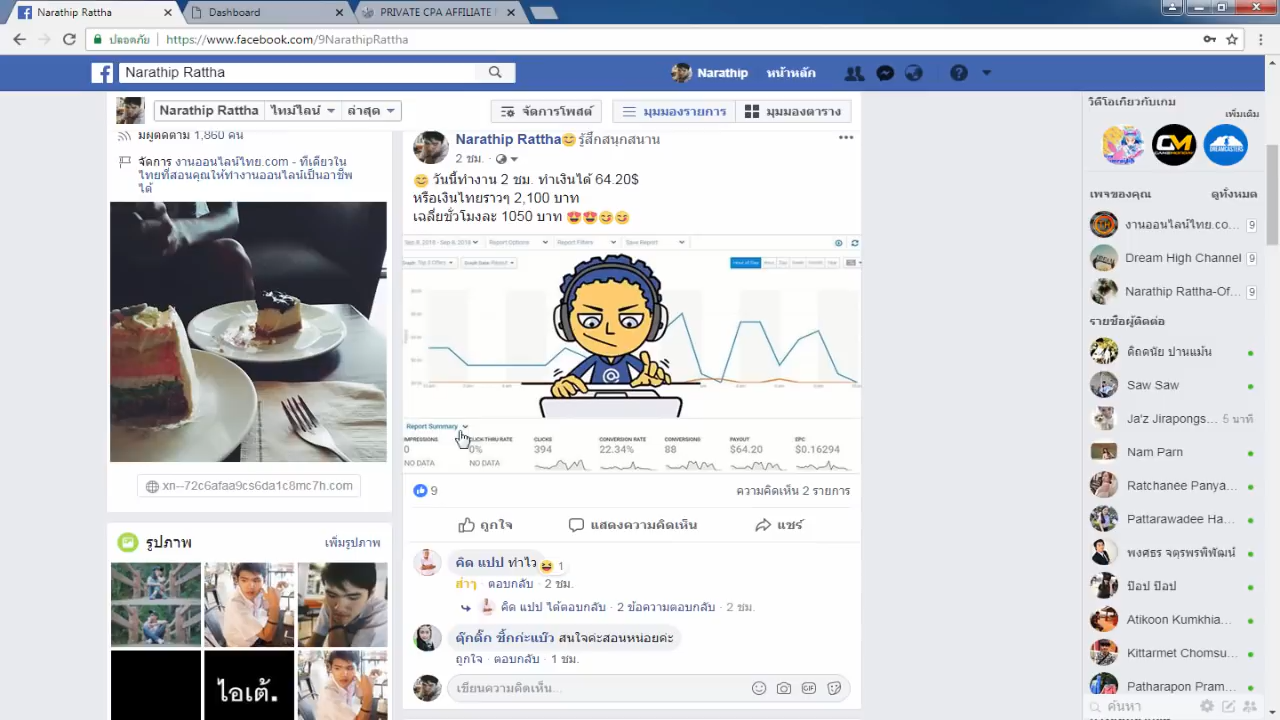 Narathip Rattha
Dashboard
PRIVATE CPA AFFILIATE
ปลอดภัย
https://www.facebook.com/9NarathipRattha
Narathip Rattha
Narathip
หน้าหลัก
Narathip Rattha
ไทม์ไลน์
ล่าสุด
จัดการโพสต์
มุมมองรายการ
มุมมองตาราง
มีผู้ติดตาม 1,860 คน
จัดการ งานออนไลน์ไทย.com - ที่เดียวใน
ไทยที่สอนคุณให้ทำงานออนไลน์เป็นอาชีพ
ได้
xn--72c6afaa9cs6da1c8mc7h.com
รูปภาพ
เพิ่มรูปภาพ
ไอเต้.
Narathip Rattha😊 รู้สึกสนุกสนาน
2 ชม.
😊 วันนี้ทำงาน 2 ชม. ทำเงินได้ 64.20$
หรือเงินไทยราวๆ 2,100 บาท
เฉลี่ยชั่วโมงละ 1050 บาท 😍😍😊😊
Report Options
Report Filters
Save Report
Report Summary
IMPRESSIONS
CLICK-THRU RATE
CLICKS
CONVERSION RATE
CONVERSIONS
PAYOUT
EPC
0
0%
394
22.34%
88
$64.20
$0.16294
NO DATA
NO DATA
9
ความคิดเห็น 2 รายการ
ถูกใจ
แสดงความคิดเห็น
แชร์
คิด แปป ทำไว
1
ฮ่าๆ · ตอบกลับ · 2 ชม.
คิด แปป ได้ตอบกลับ · 2 ข้อความตอบกลับ · 2 ชม.
ตุ๊กติ๊ก ซิ๊กก่ะแบ๊ว สนใจค่ะสอนหน่อยค่ะ
ถูกใจ · ตอบกลับ · 1 ชม.
เขียนความคิดเห็น...
GIF
วิดีโอเกี่ยวกับเกม
เพิ่มเติม
เพจของคุณ
ดูทั้งหมด
งานออนไลน์ไทย.co... 9
Dream High Channel 9
Narathip Rattha-Of... 9
รายชื่อผู้ติดต่อ
ดิถดนัย ปานแม้น
Saw Saw
Ja'z Jirapongs... 5 นาที
Nam Parn
Ratchanee Panya...
Pattarawadee Ha...
พงศธร จตุรพรพิพัฒน์
ป๊อป ป๊อป
Atikoon Kumkhia...
Kittarmet Chomsu...
Patharapon Pram...
ค้นหา